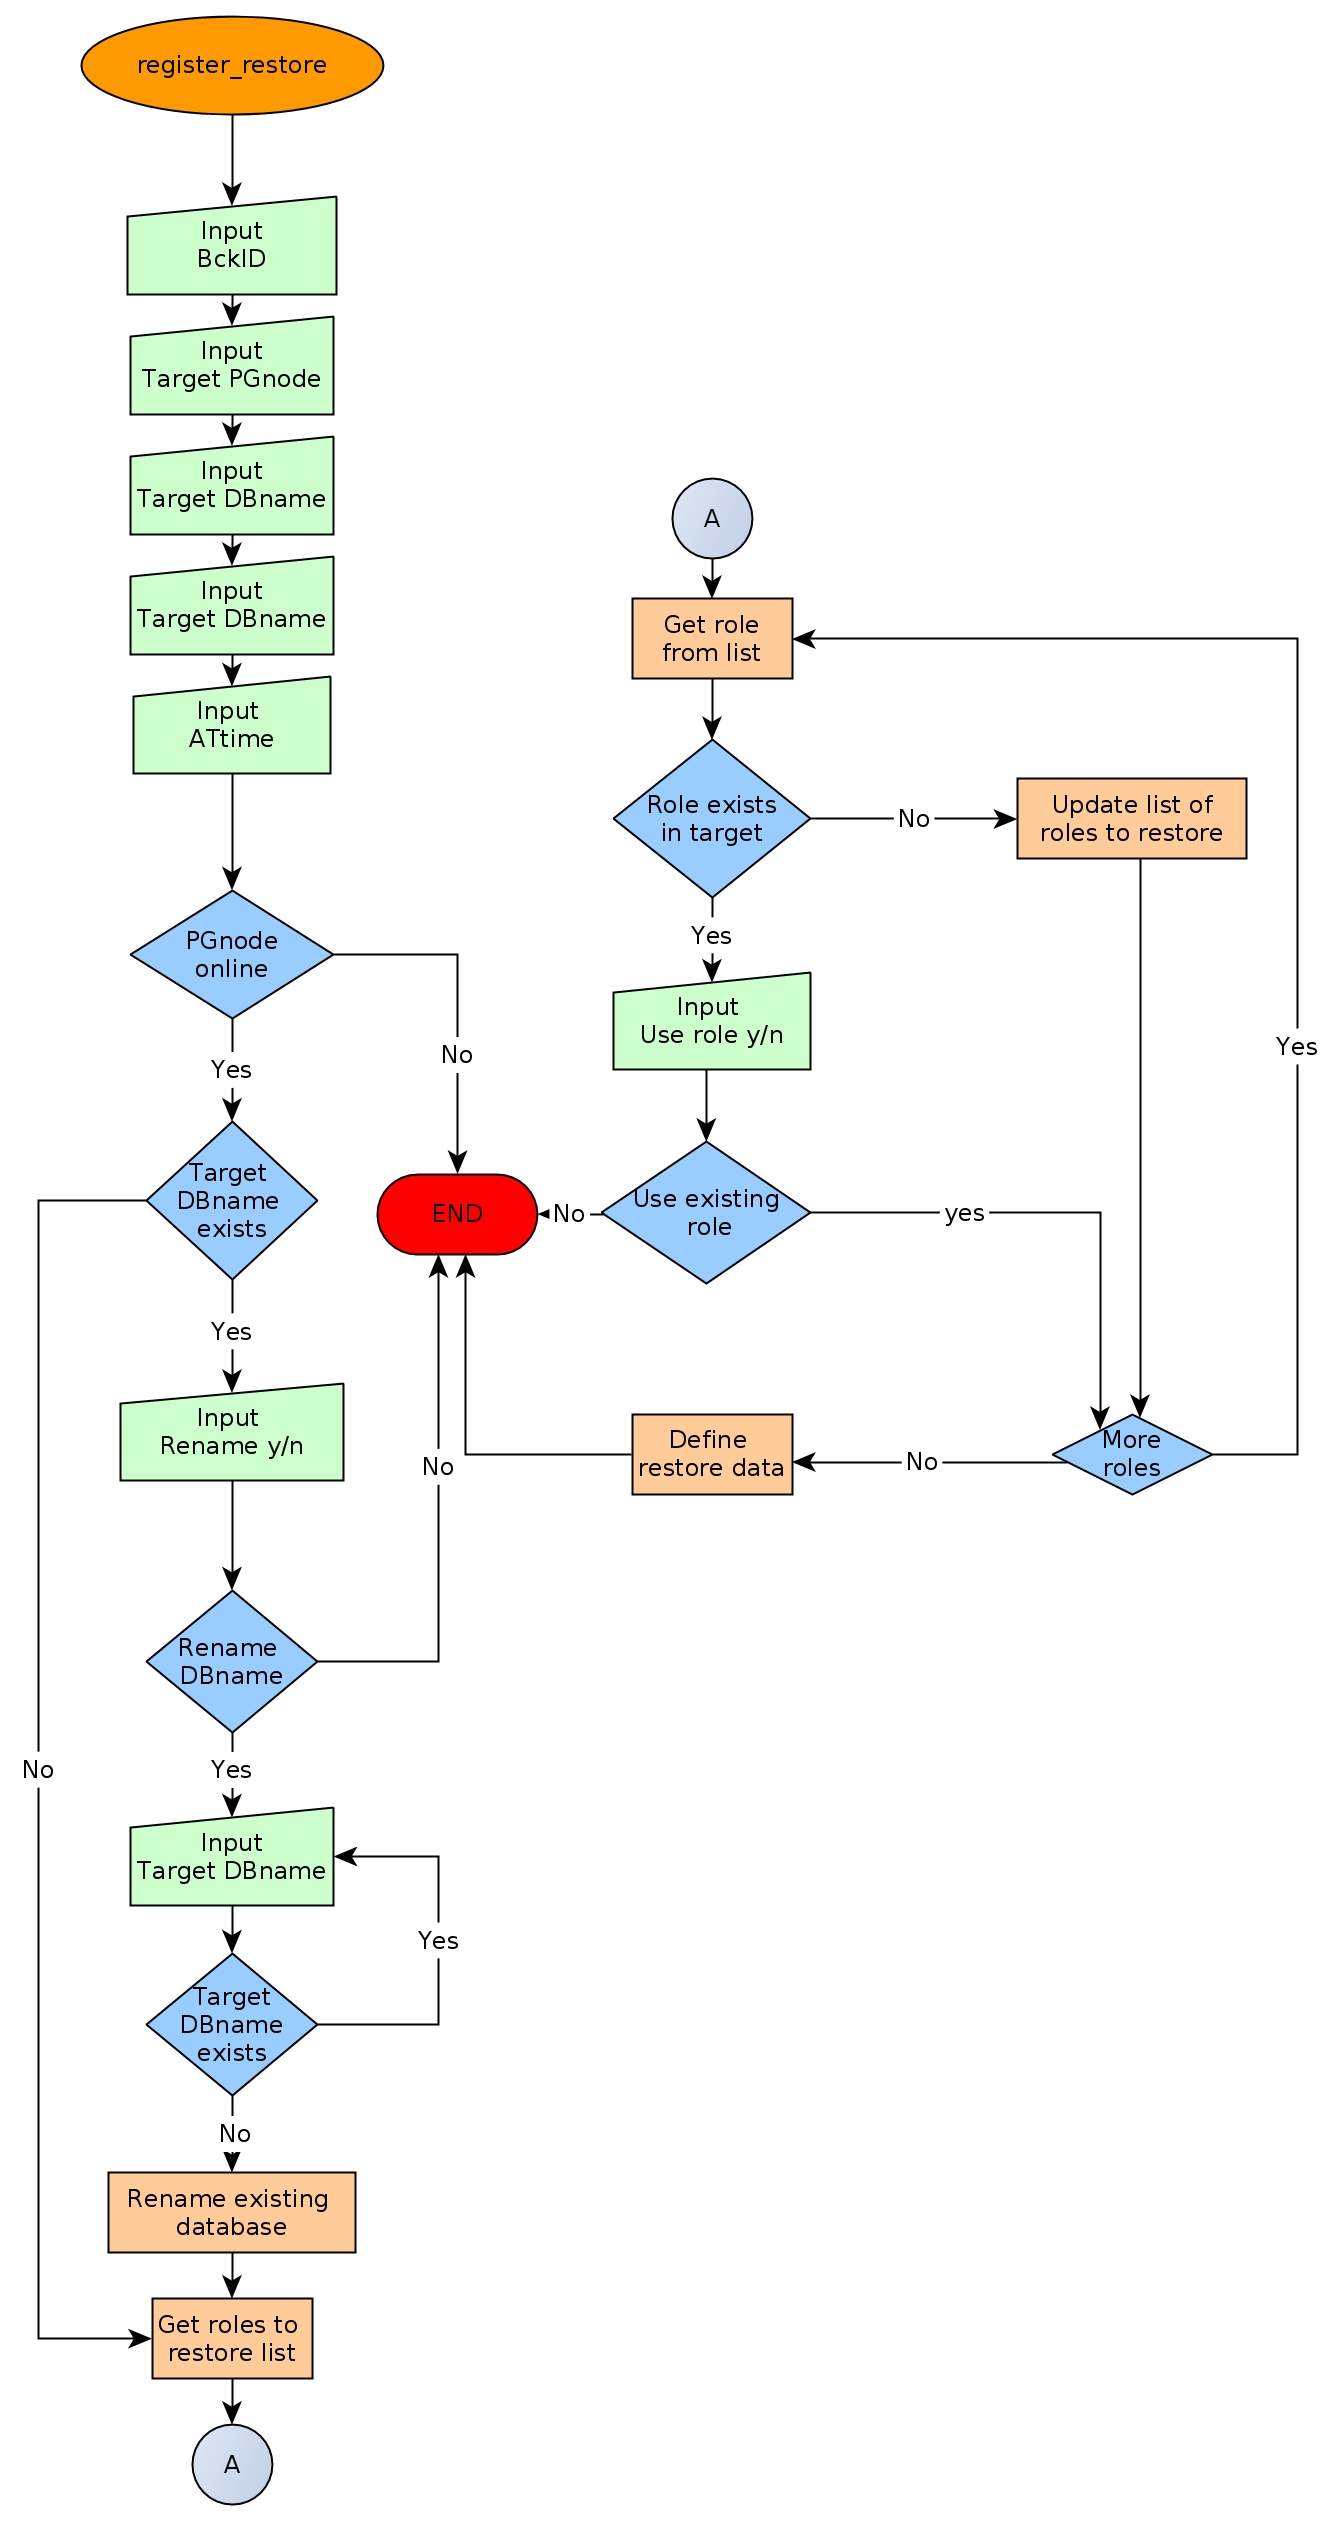 register_restore
Input
BckID
Input
Target PGnode
Input
Target DBname
Input
Target DBname
Input
ATtime
PGnode
online
No
Yes
Target
DBname
exists
No
Yes
Input
Rename y/n
Rename
DBname
No
Yes
Input
Target DBname
Target
DBname
exists
Yes
No
Rename existing
database
Get roles to
restore list
A
A
Get role
from list
Role exists
in target
No
Update list of
roles to restore
Yes
Input
Use role y/n
Use existing
role
No
END
yes
More
roles
Yes
No
Define
restore data